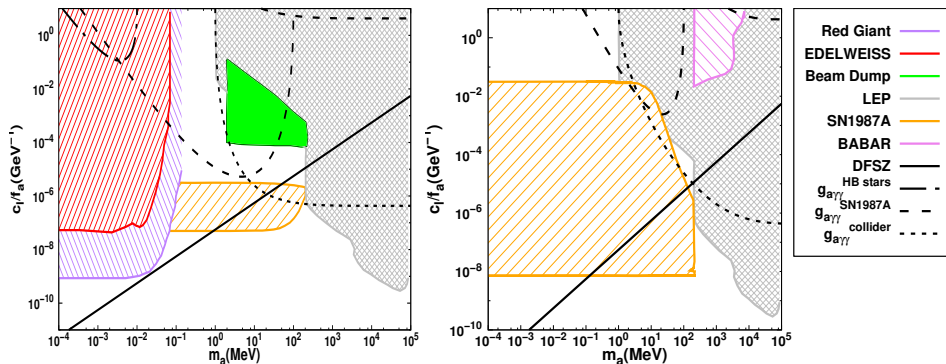 10^0
10^-2
10^-4
10^-6
10^-8
10^-10
c_l/f_a(GeV^-1)
10^-4 10^-3 10^-2 10^-1 10^0 10^1 10^2 10^3 10^4 10^5
m_a(MeV)
10^0
10^-2
10^-4
10^-6
10^-8
10^-10
c_l/f_a(GeV^-1)
10^-4 10^-3 10^-2 10^-1 10^0 10^1 10^2 10^3 10^4 10^5
m_a(MeV)
Red Giant
EDELWEISS
Beam Dump
LEP
SN1987A
BABAR
DFSZ
g_aγγ^HB stars
g_aγγ^SN1987A
g_aγγ^collider